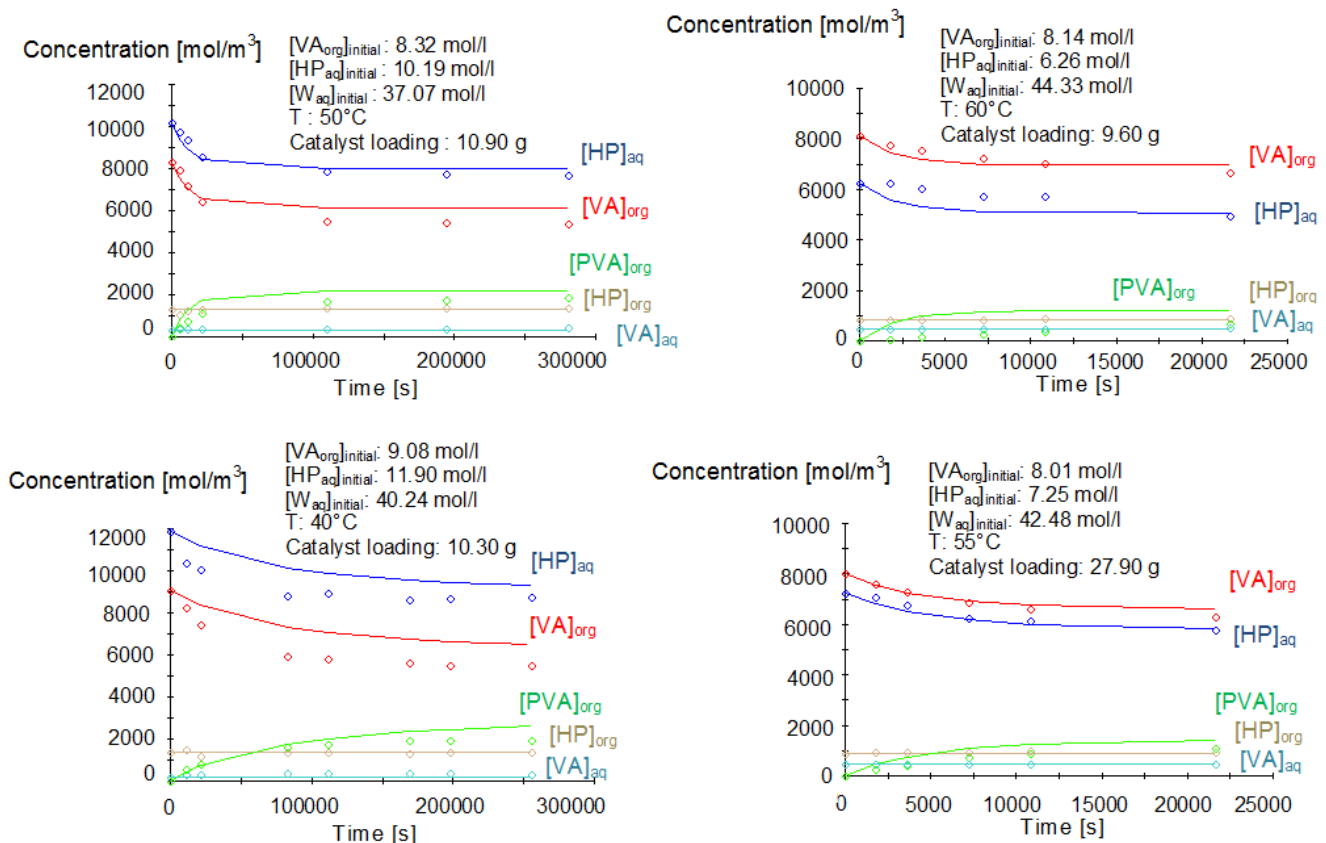 Concentration [mol/m³]
[VAorg]initial : 8.32 mol/l
[HPaq]initial : 10.19 mol/l
[Waq]initial : 37.07 mol/l
T : 50°C
Catalyst loading : 10.90 g
12000
10000
8000
6000
4000
2000
0
[HP]aq
[VA]org
[PVA]org
[HP]org
[VA]aq
0
100000
200000
300000
Time [s]
Concentration [mol/m³]
[VAorg]initial: 8.14 mol/l
[HPaq]initial: 6.26 mol/l
[Waq]initial: 44.33 mol/l
T: 60°C
Catalyst loading: 9.60 g
10000
8000
6000
4000
2000
0
[VA]org
[HP]aq
[PVA]org
[HP]org
[VA]aq
0
5000
10000
15000
20000
25000
Time [s]
Concentration [mol/m³]
[VAorg]initial: 9.08 mol/l
[HPaq]initial: 11.90 mol/l
[Waq]initial: 40.24 mol/l
T: 40°C
Catalyst loading: 10.30 g
12000
10000
8000
6000
4000
2000
0
[HP]aq
[VA]org
[PVA]org
[HP]org
[VA]aq
0
100000
200000
300000
Time [s]
Concentration [mol/m³]
[VAorg]initial: 8.01 mol/l
[HPaq]initial: 7.25 mol/l
[Waq]initial: 42.48 mol/l
T: 55°C
Catalyst loading: 27.90 g
10000
8000
6000
4000
2000
0
[VA]org
[HP]aq
[PVA]org
[HP]org
[VA]aq
0
5000
10000
15000
20000
25000
Time [s]